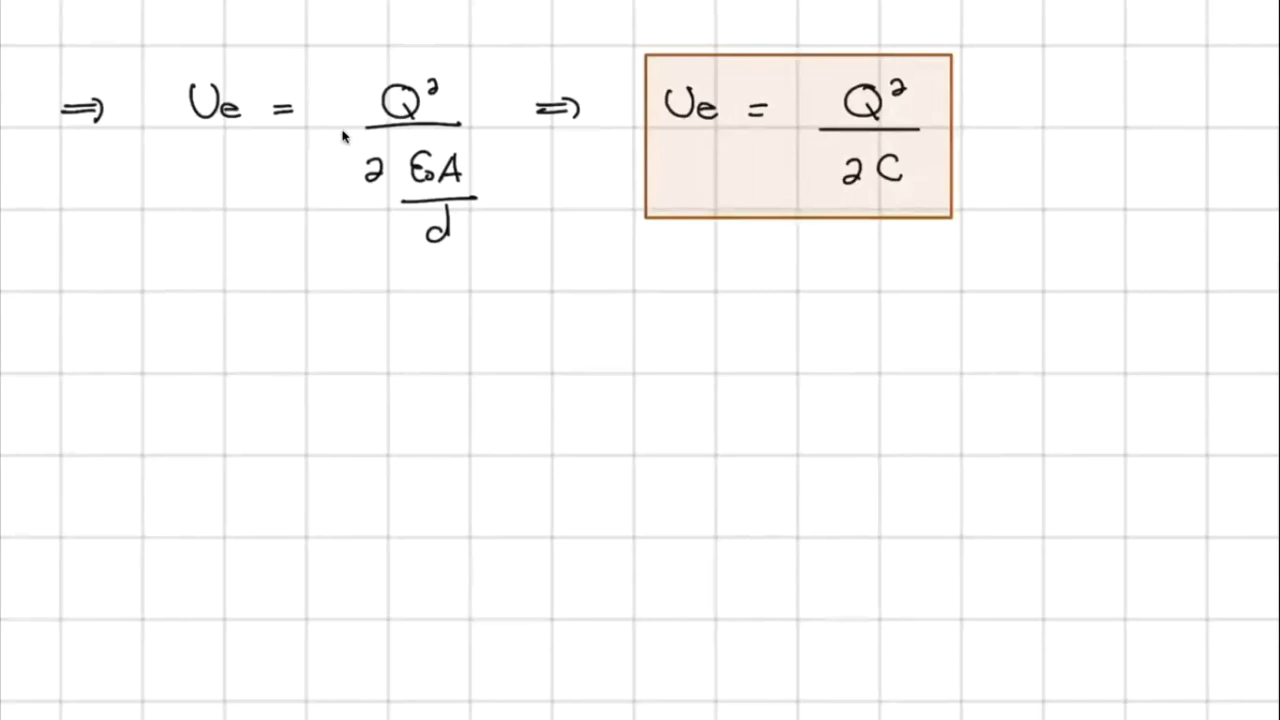 ⇒ Ue = Q² / (2 ε₀A / d) ⇒ Ue = Q² / 2C